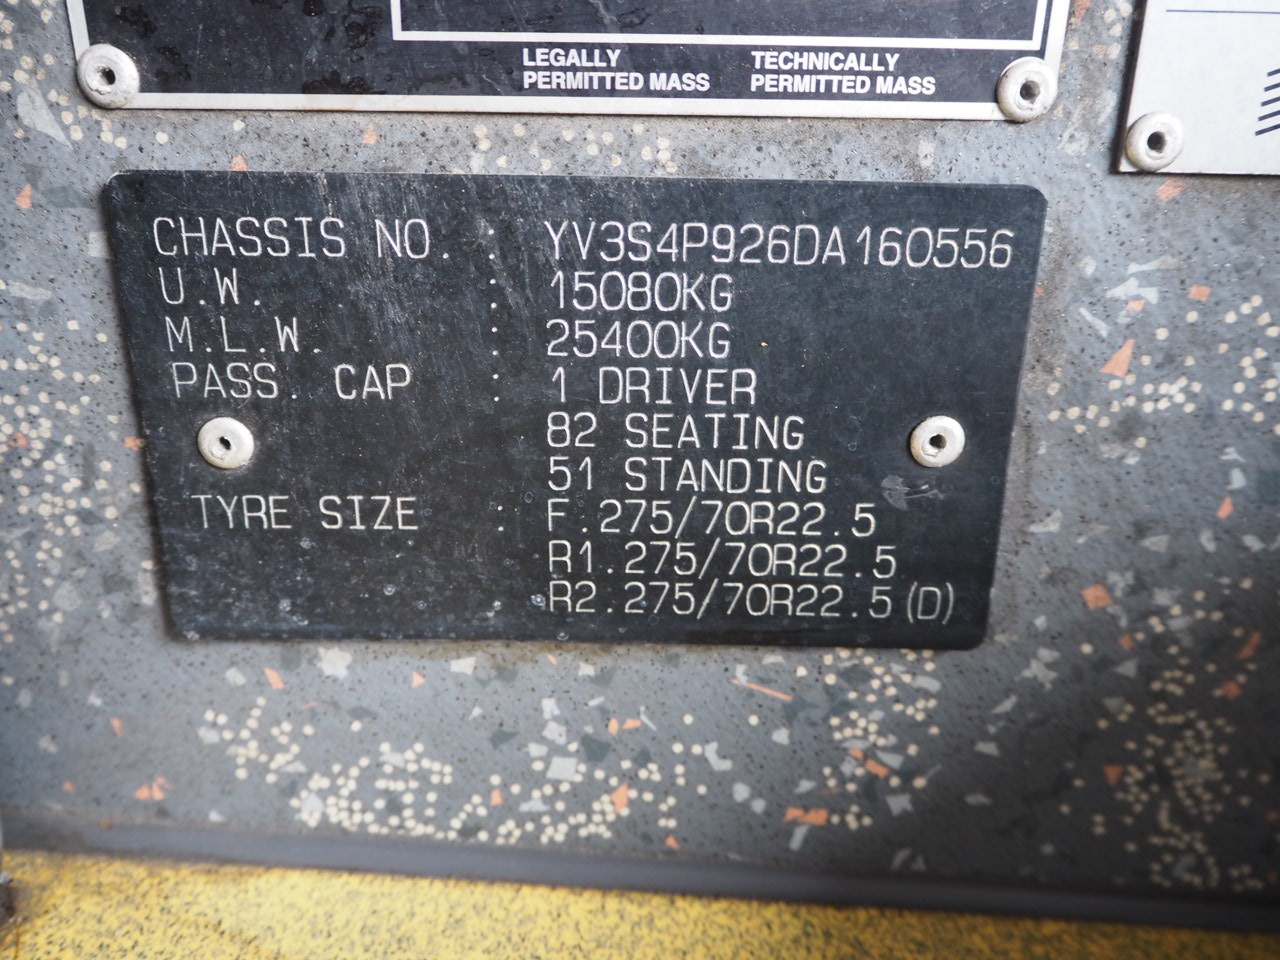 LEGALLY PERMITTED MASS
TECHNICALLY PERMITTED MASS
CHASSIS NO. : YV3S4P926DA160556
U.W. : 15080KG
M.L.W. : 25400KG
PASS. CAP : 1 DRIVER
82 SEATING
51 STANDING
TYRE SIZE : F.275/70R22.5
R1.275/70R22.5
R2.275/70R22.5(D)